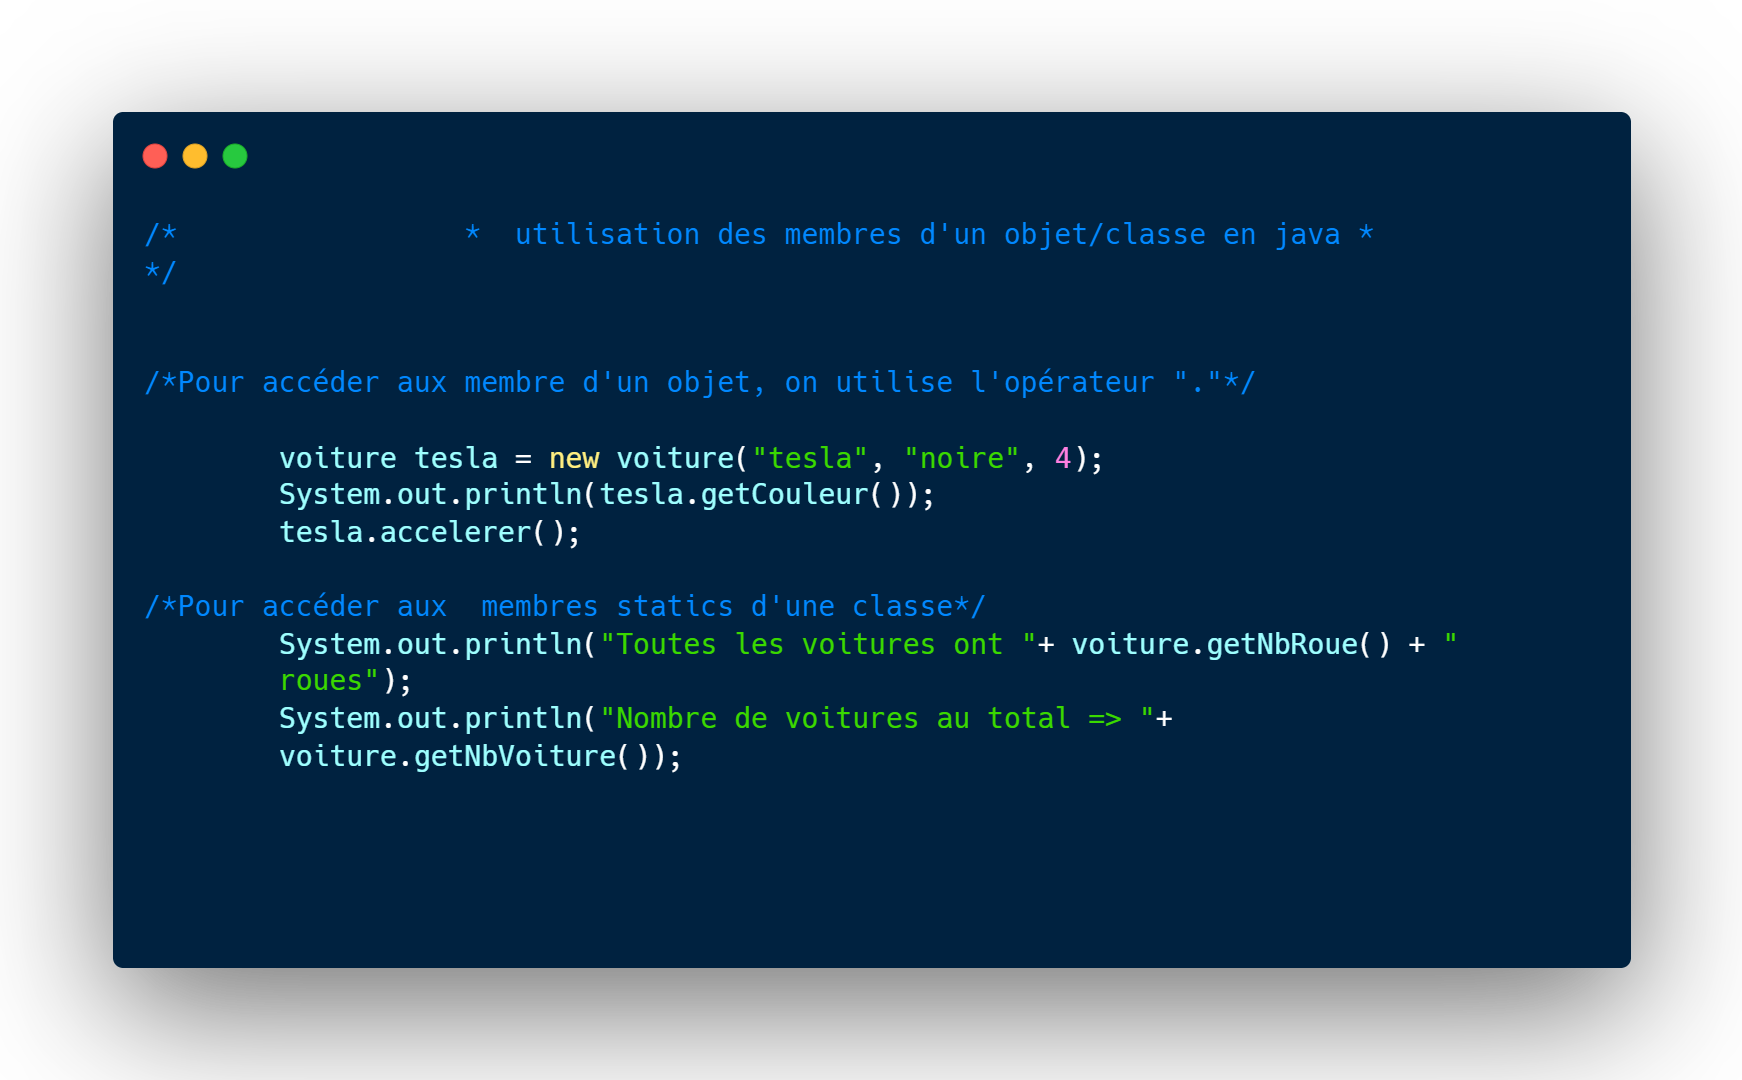 /*                 *  utilisation des membres d'un objet/classe en java *
*/
/*Pour accéder aux membre d'un objet, on utilise l'opérateur "."*/
        voiture tesla = new voiture("tesla", "noire", 4);
        System.out.println(tesla.getCouleur());
        tesla.accelerer();
/*Pour accéder aux  membres statics d'une classe*/
        System.out.println("Toutes les voitures ont "+ voiture.getNbRoue() + "
        roues");
        System.out.println("Nombre de voitures au total => "+
        voiture.getNbVoiture());